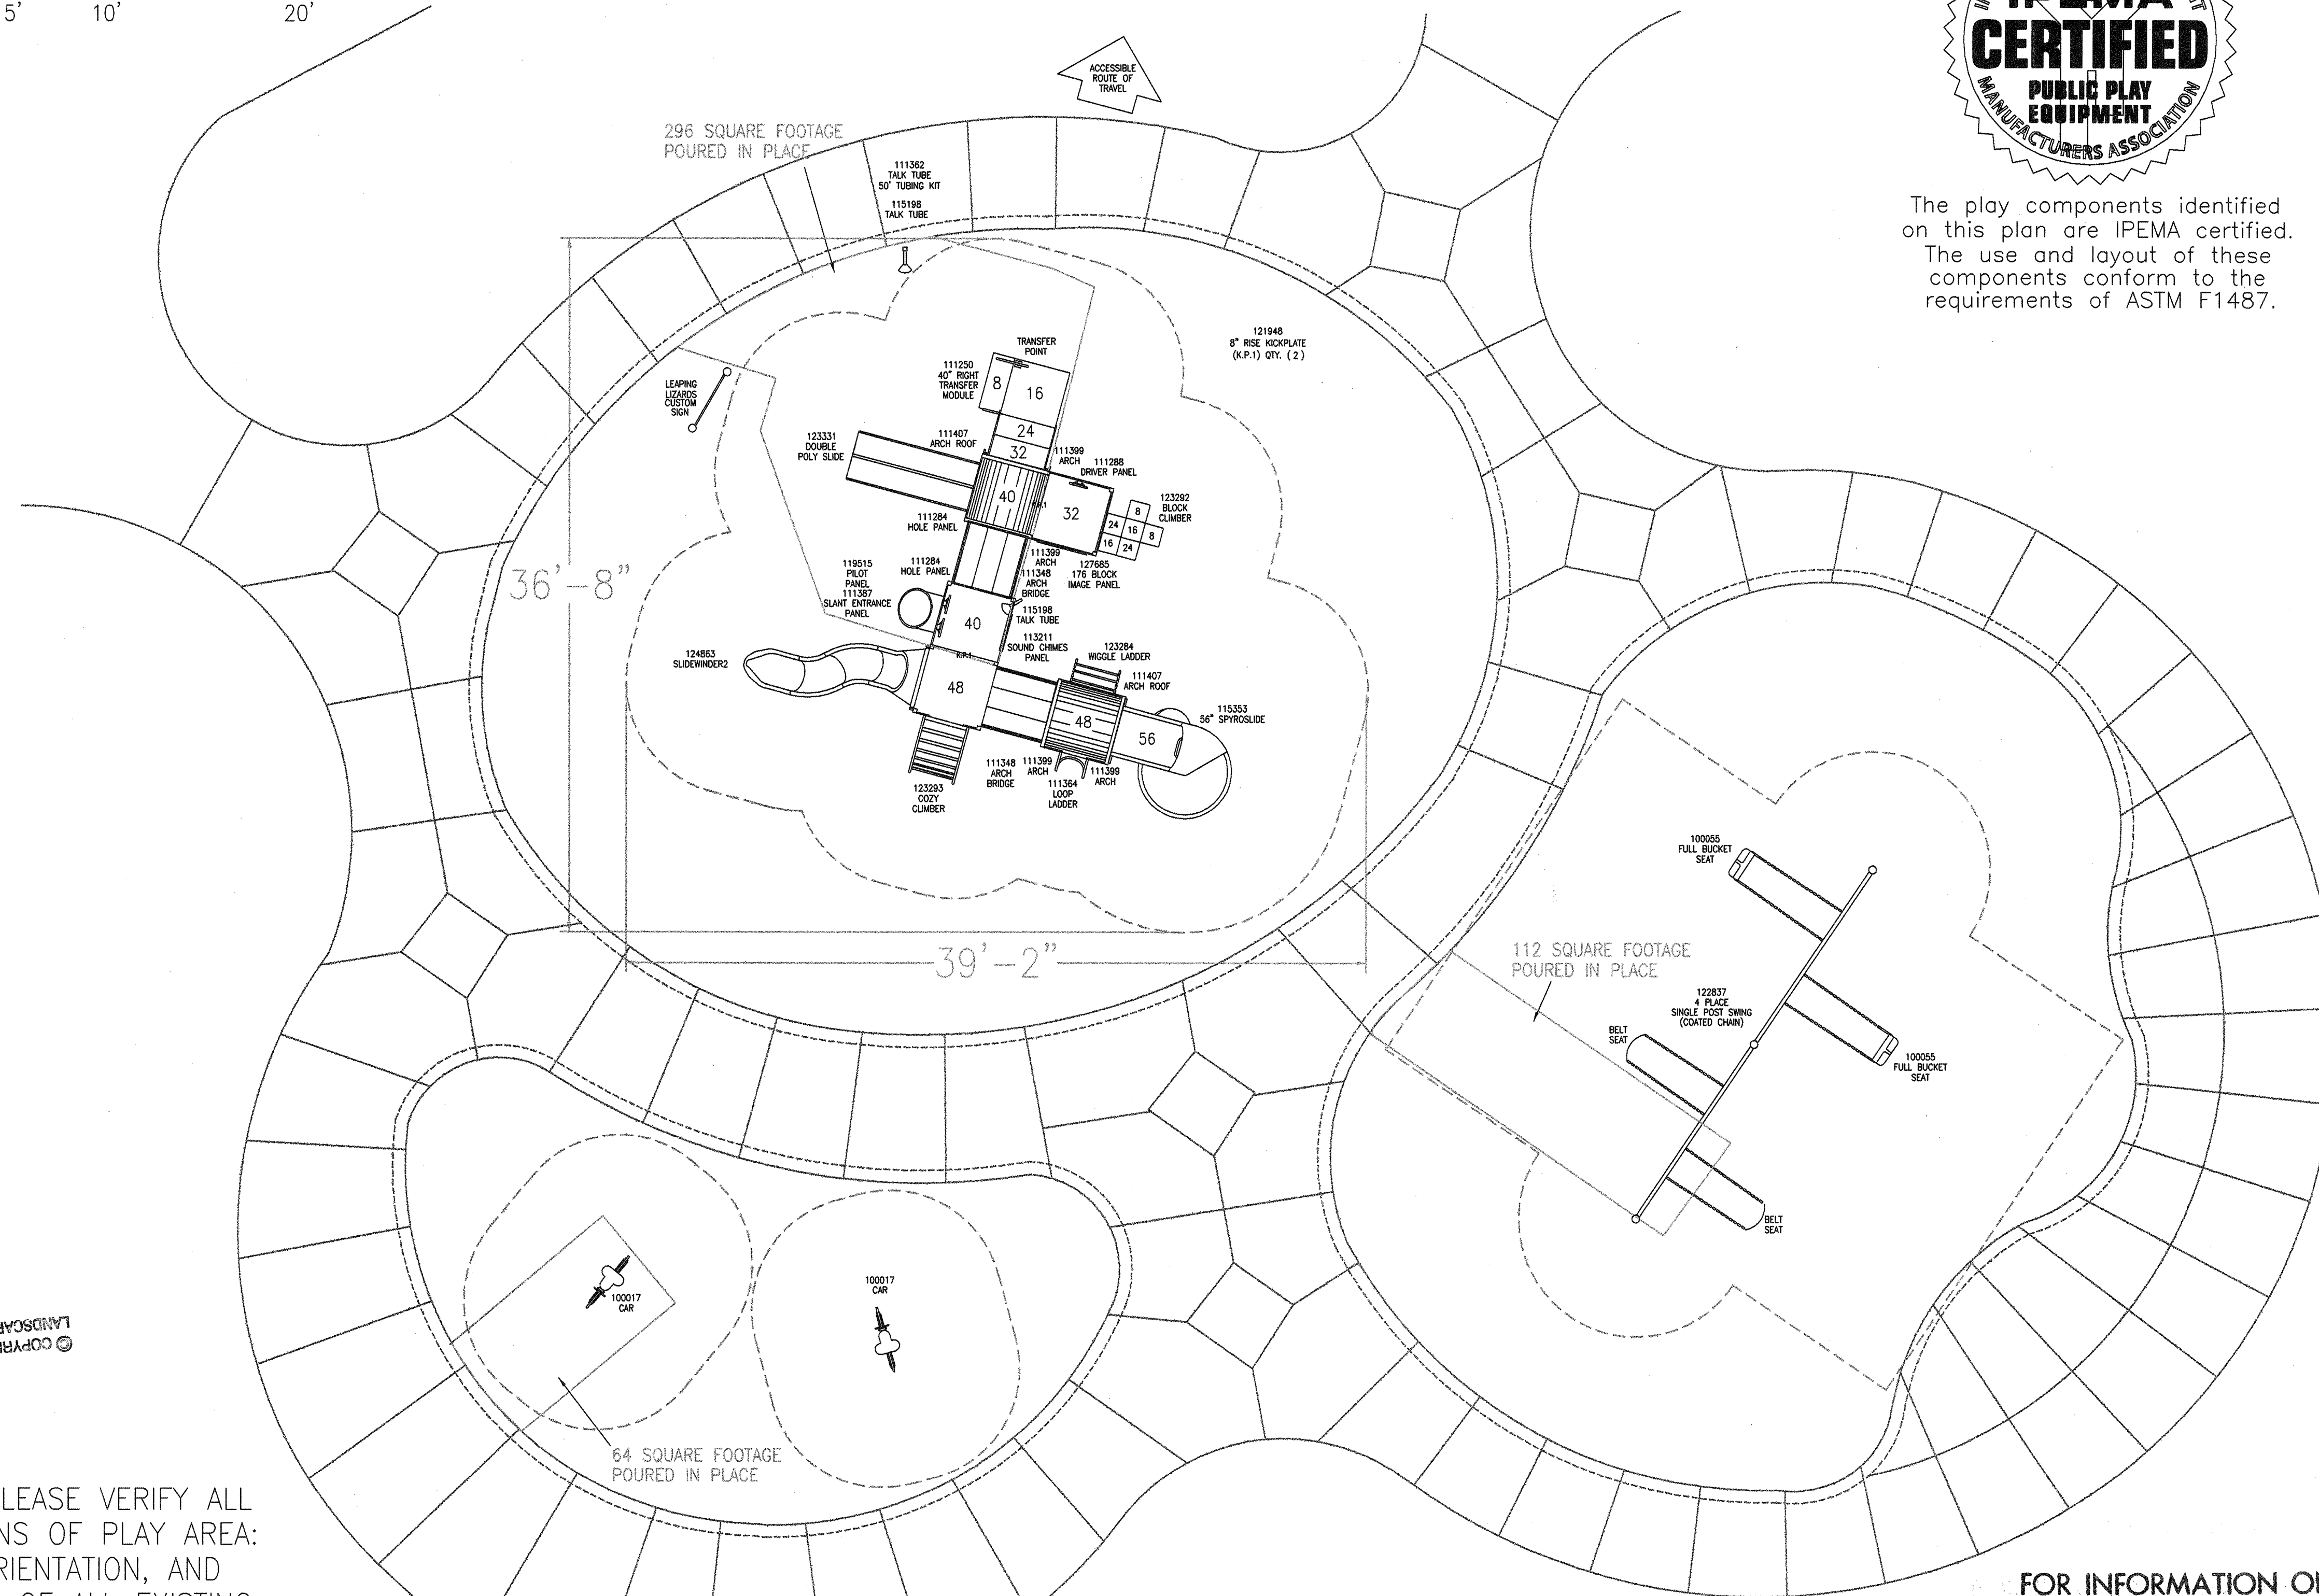 5' 10' 20'
ACCESSIBLE
ROUTE OF
TRAVEL
IPEMA
CERTIFIED
PUBLIC PLAY
EQUIPMENT
MANUFACTURERS ASSOCIATION
The play components identified
on this plan are IPEMA certified.
The use and layout of these
components conform to the
requirements of ASTM F1487.
296 SQUARE FOOTAGE
POURED IN PLACE
111362
TALK TUBE
50' TUBING KIT
115198
TALK TUBE
121948
8" RISE KICKPLATE
(K.P.1) QTY. (2)
TRANSFER
POINT
111250
40" RIGHT
TRANSFER
MODULE
8
16
24
32
LEAPING
LIZARDS
CUSTOM
SIGN
123331
DOUBLE
POLY SLIDE
111407
ARCH ROOF
111399
ARCH
111288
DRIVER PANEL
40
K.P.1
32
123292
BLOCK
CLIMBER
8
24 16 8
16 24
111284
HOLE PANEL
111399
ARCH
111348
ARCH
BRIDGE
127685
176 BLOCK
IMAGE PANEL
36'-8"
119515
PILOT
PANEL
111387
SLANT ENTRANCE
PANEL
111284
HOLE PANEL
40
115198
TALK TUBE
113211
SOUND CHIMES
PANEL
K.P.1
124863
SLIDEWINDER2
48
123284
WIGGLE LADDER
111407
ARCH ROOF
48
56
115353
56" SPYROSLIDE
123293
COZY
CLIMBER
111348
ARCH
BRIDGE
111399
ARCH
111364
LOOP
LADDER
111399
ARCH
39'-2"
100055
FULL BUCKET
SEAT
112 SQUARE FOOTAGE
POURED IN PLACE
122837
4 PLACE
SINGLE POST SWING
(COATED CHAIN)
BELT
SEAT
100055
FULL BUCKET
SEAT
BELT
SEAT
100017
CAR
100017
CAR
64 SQUARE FOOTAGE
POURED IN PLACE
© COPYRI
LANDSCAP
LEASE VERIFY ALL
NS OF PLAY AREA:
RIENTATION, AND
OF ALL EXISTING
FOR INFORMATION O